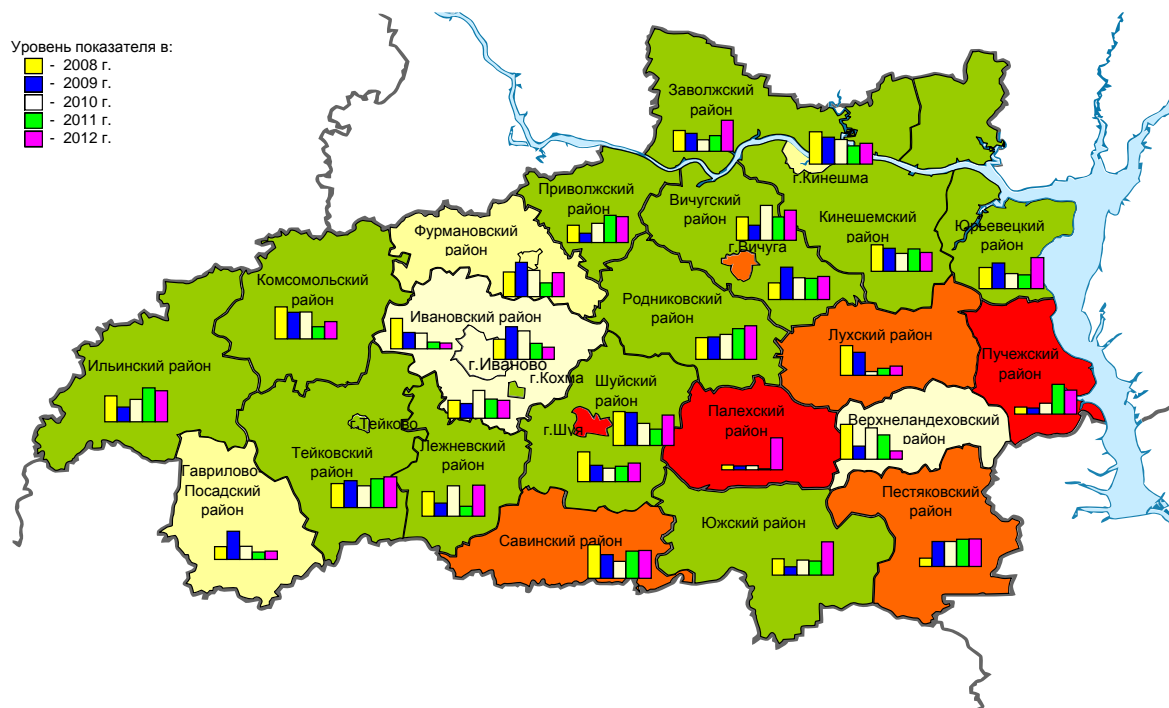 Уровень показателя в:
- 2008 г.
- 2009 г.
- 2010 г.
- 2011 г.
- 2012 г.
Заволжский
район
г.Кинешма
Приволжский
район
Вичугский
район
Кинешемский
район
Юрьевецкий
район
Фурмановский
район
г.Вичуга
Комсомольский
район
Родниковский
район
Ивановский район
Лухский район
г.Иваново
Пучежский
район
Ильинский район
г.Кохма
Шуйский
район
Палехский
район
Верхнеландеховский
район
г.Тейково
г.Шуя
Лежневский
район
Тейковский
район
Гаврилово
Посадский
район
Пестяковский
район
Южский район
Савинский район